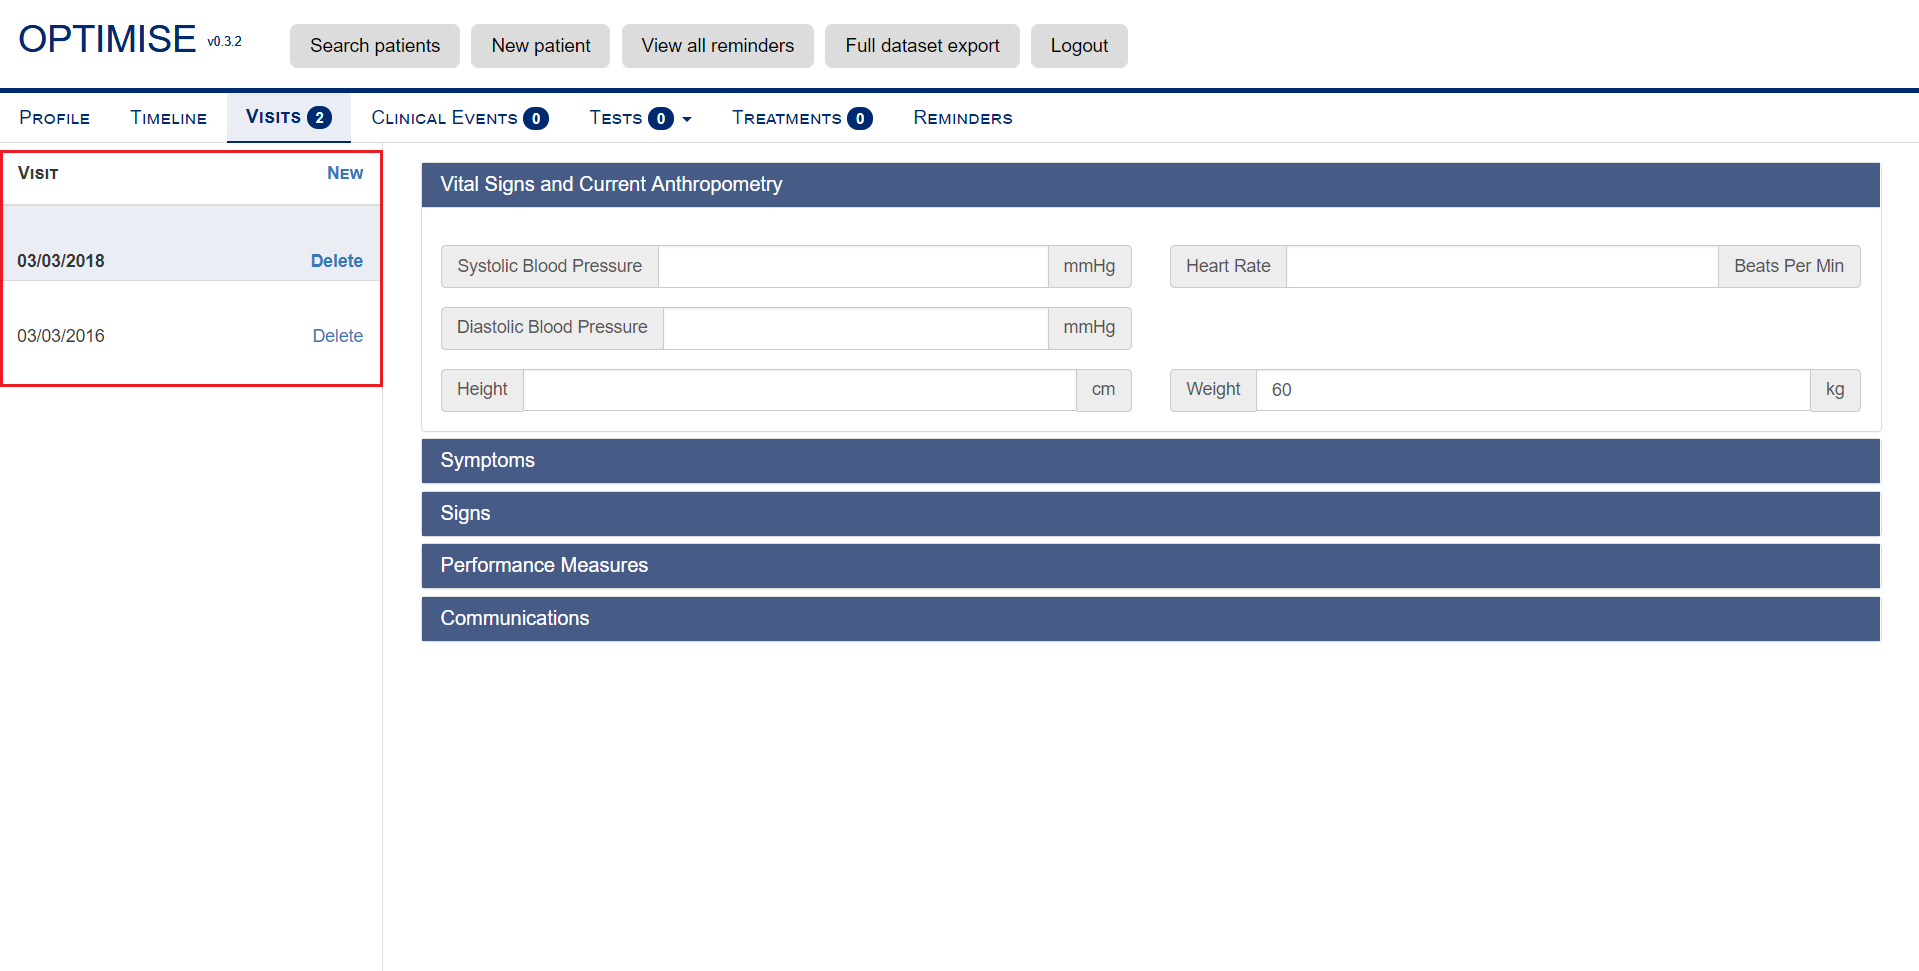 OPTIMISE v0.3.2 Search patients New patient View all reminders Full dataset export Logout
PROFILE TIMELINE VISITS 2 CLINICAL EVENTS 0 TESTS 0 TREATMENTS 0 REMINDERS
VISIT NEW
03/03/2018 Delete
03/03/2016 Delete
Vital Signs and Current Anthropometry
Systolic Blood Pressure mmHg Heart Rate Beats Per Min
Diastolic Blood Pressure mmHg
Height cm Weight 60 kg
Symptoms
Signs
Performance Measures
Communications